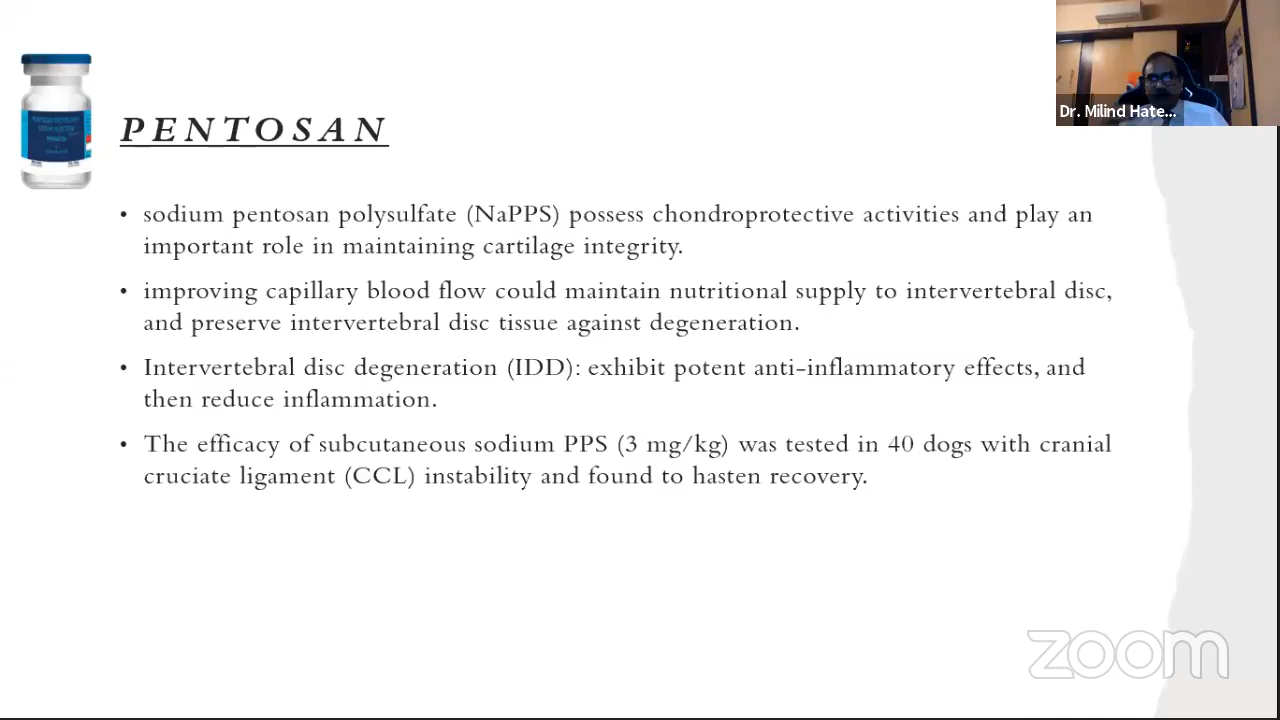 Dr. Milind Hate...
PENTOSAN
• sodium pentosan polysulfate (NaPPS) possess chondroprotective activities and play an
important role in maintaining cartilage integrity.
• improving capillary blood flow could maintain nutritional supply to intervertebral disc,
and preserve intervertebral disc tissue against degeneration.
• Intervertebral disc degeneration (IDD): exhibit potent anti-inflammatory effects, and
then reduce inflammation.
• The efficacy of subcutaneous sodium PPS (3 mg/kg) was tested in 40 dogs with cranial
cruciate ligament (CCL) instability and found to hasten recovery.
zoom